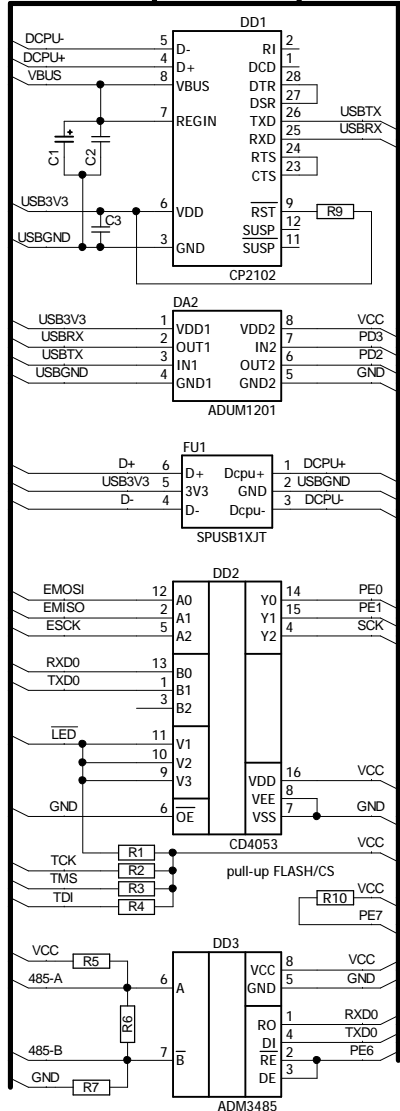 DD1
DCPU- 5 D- RI 2
DCPU+ 4 D+ DCD 1
VBUS 8 VBUS DTR 28
DSR 27
7 REGIN TXD 26 USBTX
RXD 25 USBRX
C1 C2 RTS 24
CTS 23
USB3V3 6 VDD RST 9 R9
C3 SUSP 12
USBGND 3 GND SUSP 11
CP2102
DA2
USB3V3 1 VDD1 VDD2 8 VCC
USBRX 2 OUT1 IN2 7 PD3
USBTX 3 IN1 OUT2 6 PD2
USBGND 4 GND1 GND2 5 GND
ADUM1201
FU1
D+ 6 D+ Dcpu+ 1 DCPU+
USB3V3 5 3V3 GND 2 USBGND
D- 4 D- Dcpu- 3 DCPU-
SPUSB1XJT
DD2
EMOSI 12 A0 Y0 14 PE0
EMISO 2 A1 Y1 15 PE1
ESCK 5 A2 Y2 4 SCK
RXD0 13 B0
TXD0 1 B1
3 B2
LED 11 V1
10 V2
9 V3 VDD 16 VCC
VEE 8
GND 6 OE VSS 7 GND
CD4053
R1 VCC
TCK R2 pull-up FLASH/CS
TMS R3
TDI R4 R10 VCC
PE7
DD3
VCC R5 VCC 8 VCC
485-A 6 A GND 5 GND
R6 RO 1 RXD0
DI 4 TXD0
485-B 7 B RE 2 PE6
DE 3
GND R7
ADM3485